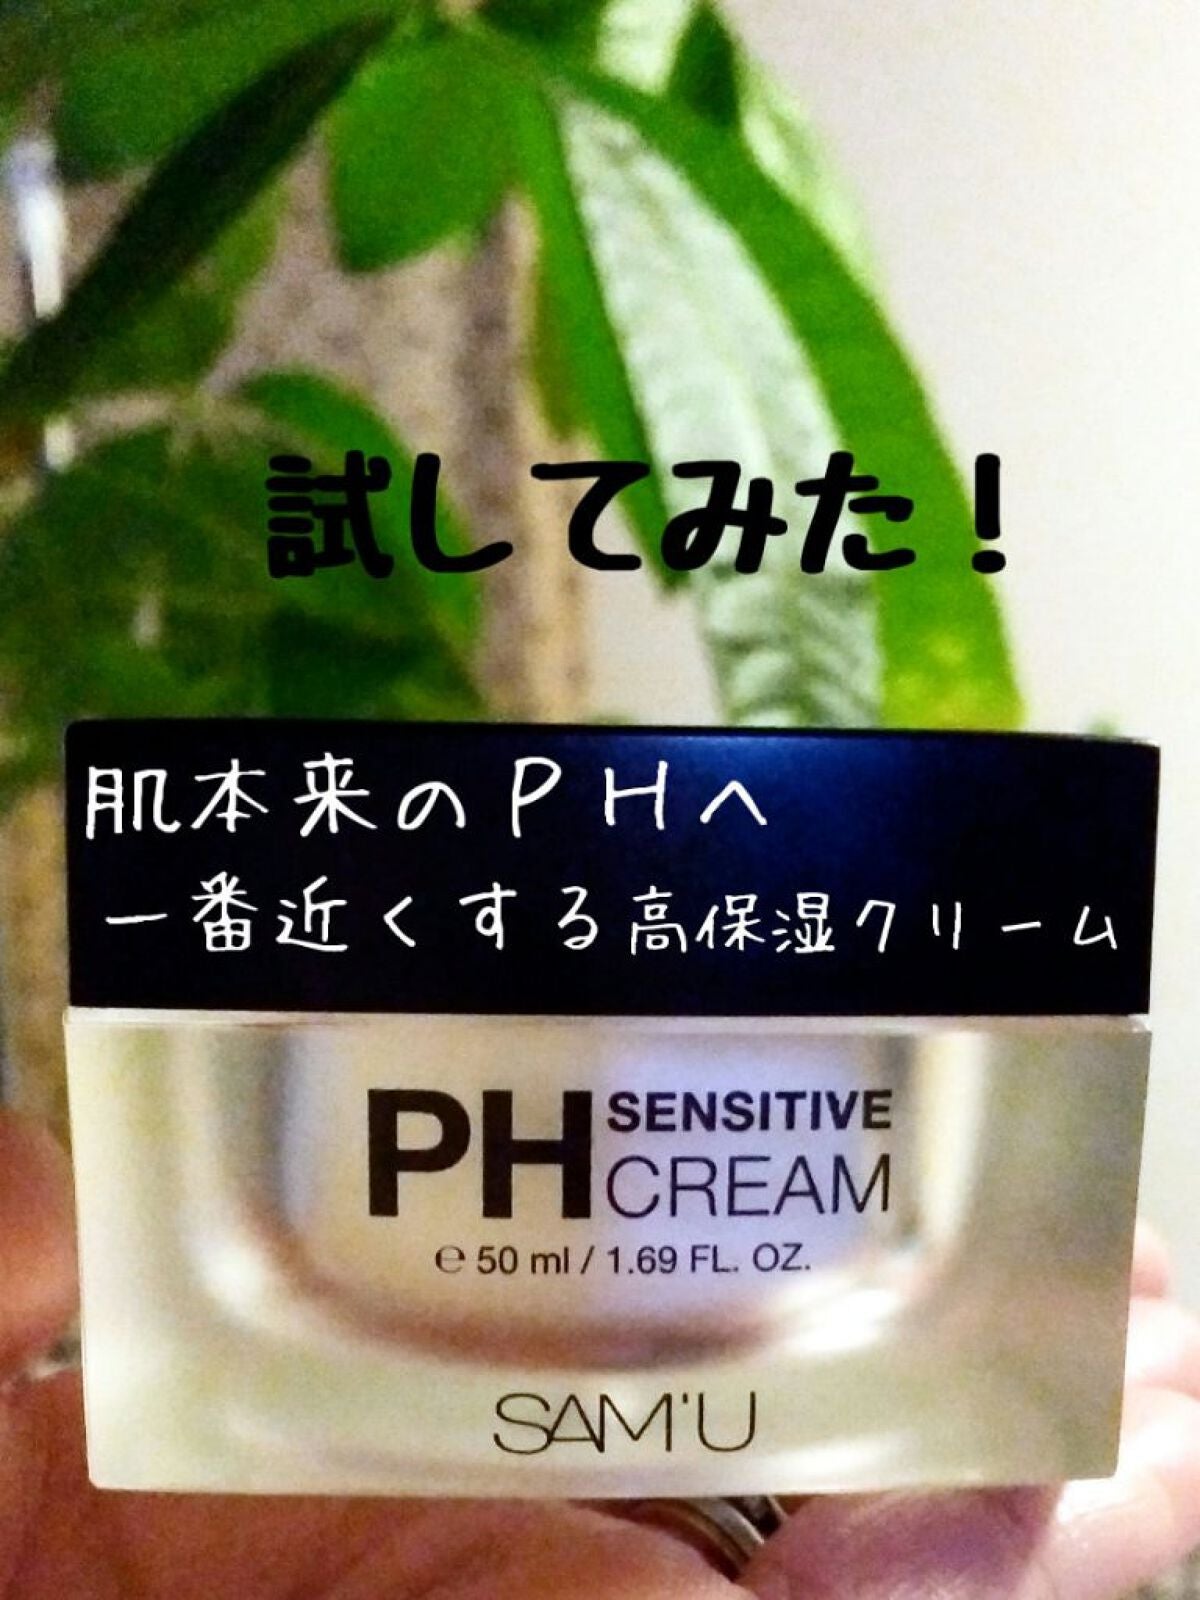 試してみた！
肌本来のＰＨへ
一番近くする高保湿クリーム
PH SENSITIVE
CREAM
℮ 50 ml / 1.69 FL. OZ.
SAM'U